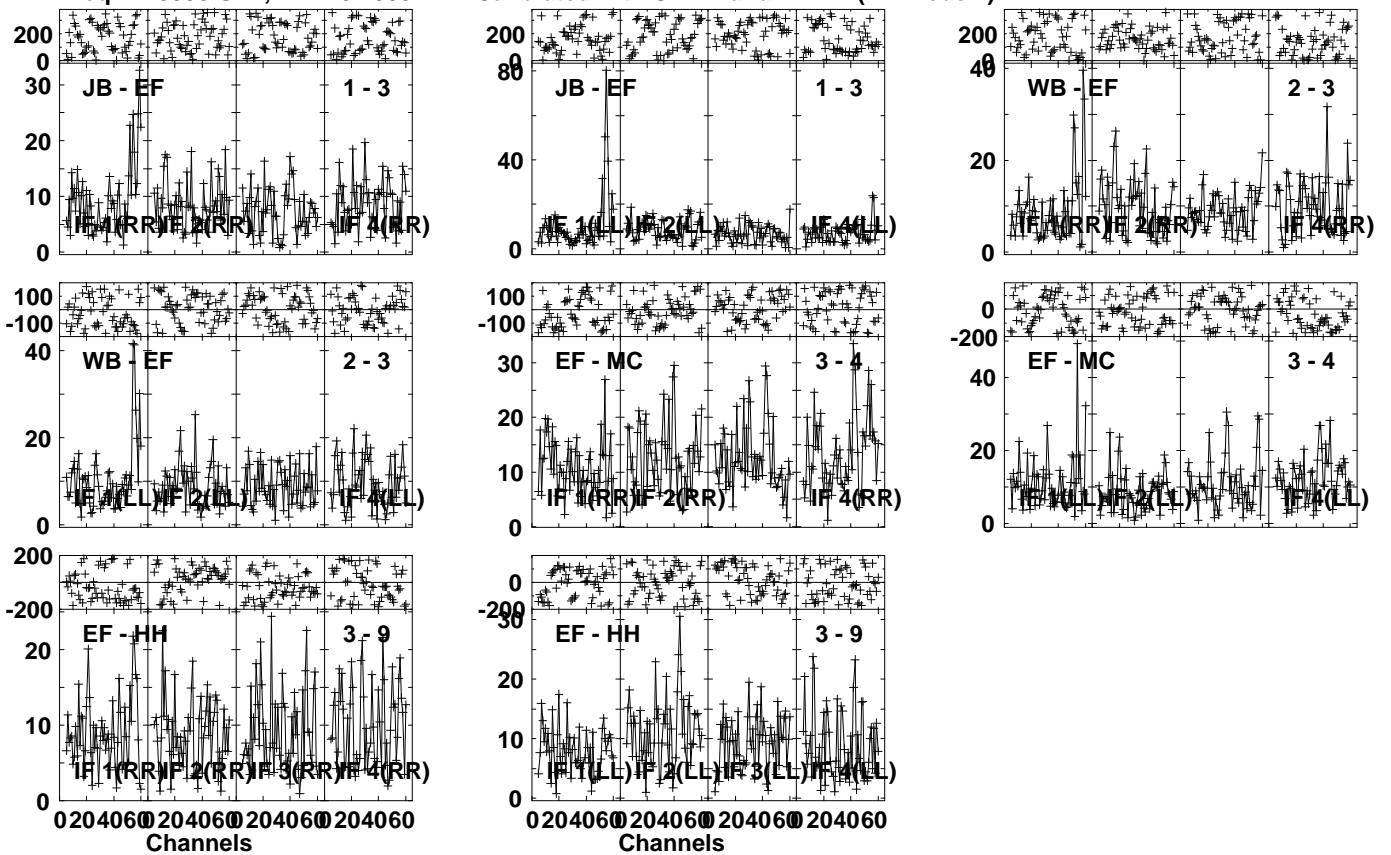 200 200 200
0 0 0
30 JB - EF 1 - 3 80 JB - EF 1 - 3 40 WB - EF 2 - 3
20 40 20
10
IF 1(RR) IF 2(RR) IF 4(RR) IF 1(LL) IF 2(LL) IF 4(LL) IF 1(RR) IF 2(RR) IF 4(RR)
0 0 0
100 100 0
-100 -100 -200
40 WB - EF 2 - 3 30 EF - MC 3 - 4 40 EF - MC 3 - 4
20 20 20
10
IF 1(LL) IF 2(LL) IF 4(LL) IF 1(RR) IF 2(RR) IF 4(RR) IF 1(LL) IF 2(LL) IF 4(LL)
0 0 0
200 0
-200 -200
20 EF - HH 3 - 9 30 EF - HH 3 - 9
10 20
10
IF 1(RR) IF 2(RR) IF 3(RR) IF 4(RR) IF 1(LL) IF 2(LL) IF 3(LL) IF 4(LL)
0 0
0 20 40 60 0 20 40 60
Channels Channels